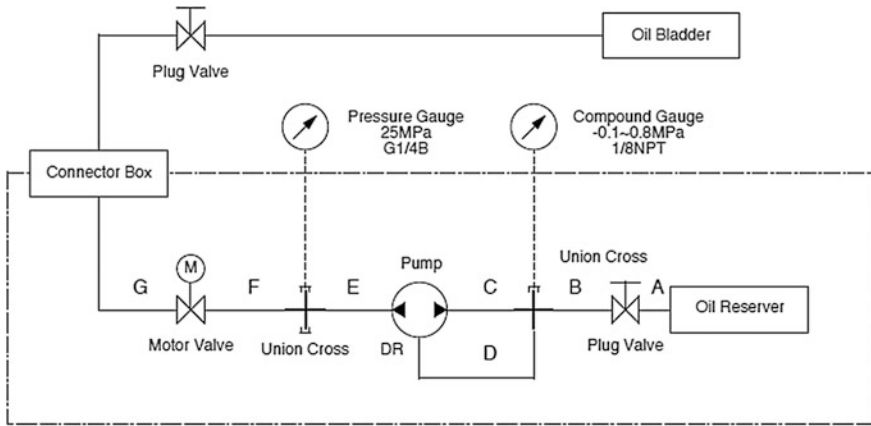 Oil Bladder
Plug Valve
Pressure Gauge
25MPa
G1/4B
Compound Gauge
-0.1~0.8MPa
1/8NPT
Connector Box
Union Cross
Pump
M
G
F
E
C
B
A
Oil Reserver
Motor Valve
Union Cross
DR
D
Plug Valve